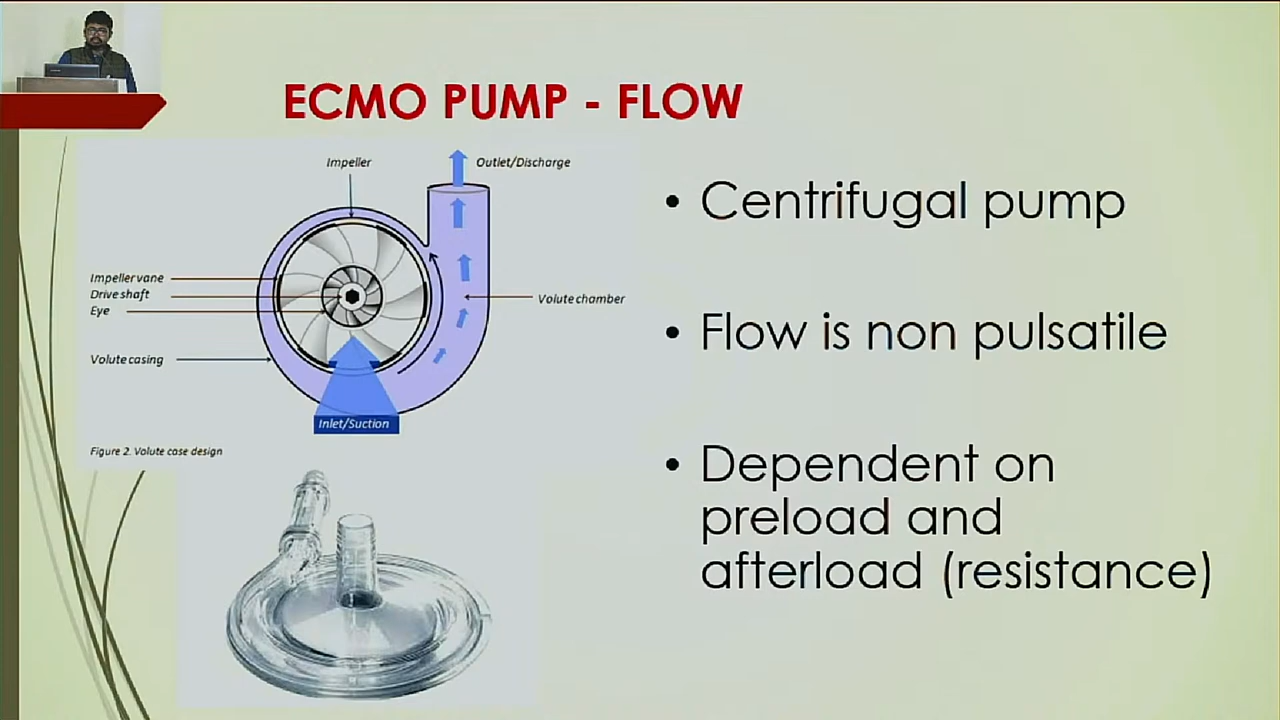 ECMO PUMP - FLOW
Impeller
Outlet/Discharge
Impeller vane
Drive shaft
Eye
Volute chamber
Volute casing
Inlet/Suction
Figure 2. Volute case design
• Centrifugal pump
• Flow is non pulsatile
• Dependent on
preload and
afterload (resistance)